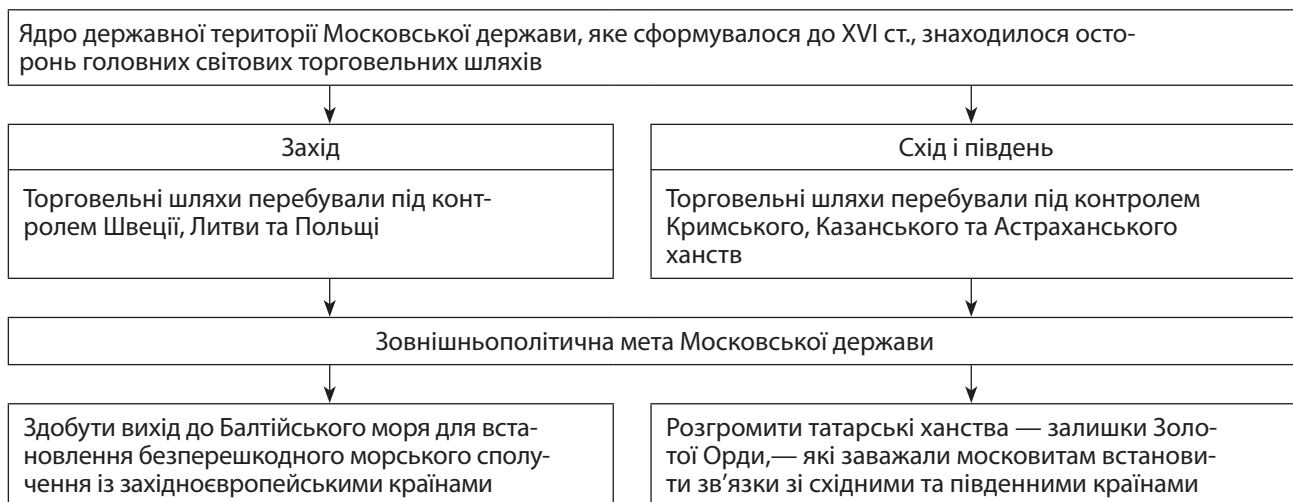 Ядро державної території Московської держави, яке сформувалося до XVI ст., знаходилося осто-
ронь головних світових торговельних шляхів
Захід
Торговельні шляхи перебували під конт-
ролем Швеції, Литви та Польщі
Схід і південь
Торговельні шляхи перебували під контролем
Кримського, Казанського та Астраханського
ханств
Зовнішньополітична мета Московської держави
Здобути вихід до Балтійського моря для вста-
новлення безперешкодного морського сполу-
чення із західноєвропейськими країнами
Розгромити татарські ханства — залишки Золо-
тої Орди,— які заважали московитам встанови-
ти зв'язки зі східними та південними країнами